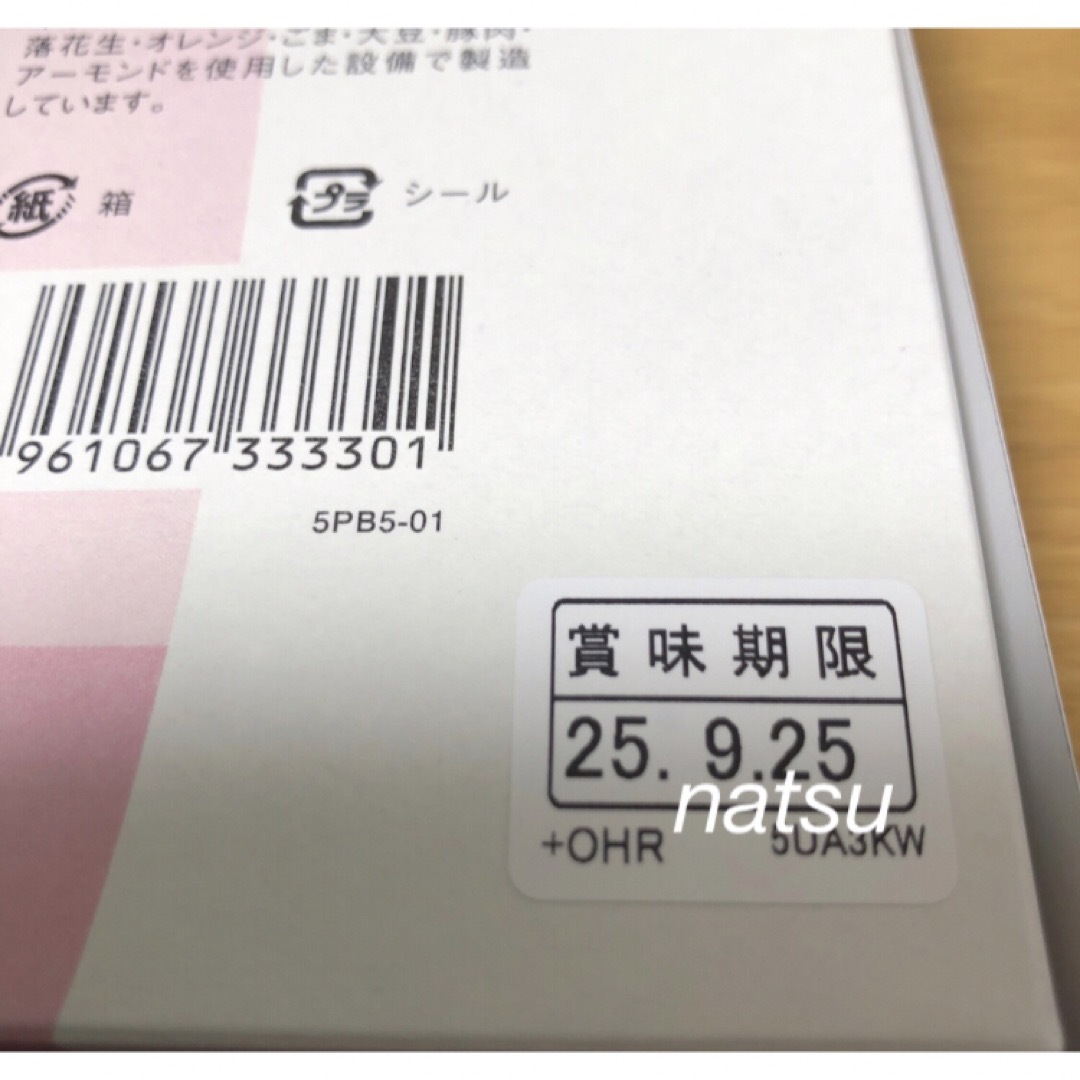 落花生・オレンジ・ごま・大豆・豚肉・
アーモンドを使用した設備で製造
しています。
紙 箱
プラ シール
961067 333301
5PB5-01
賞味期限
25. 9.25
natsu
+OHR 5UA3KW